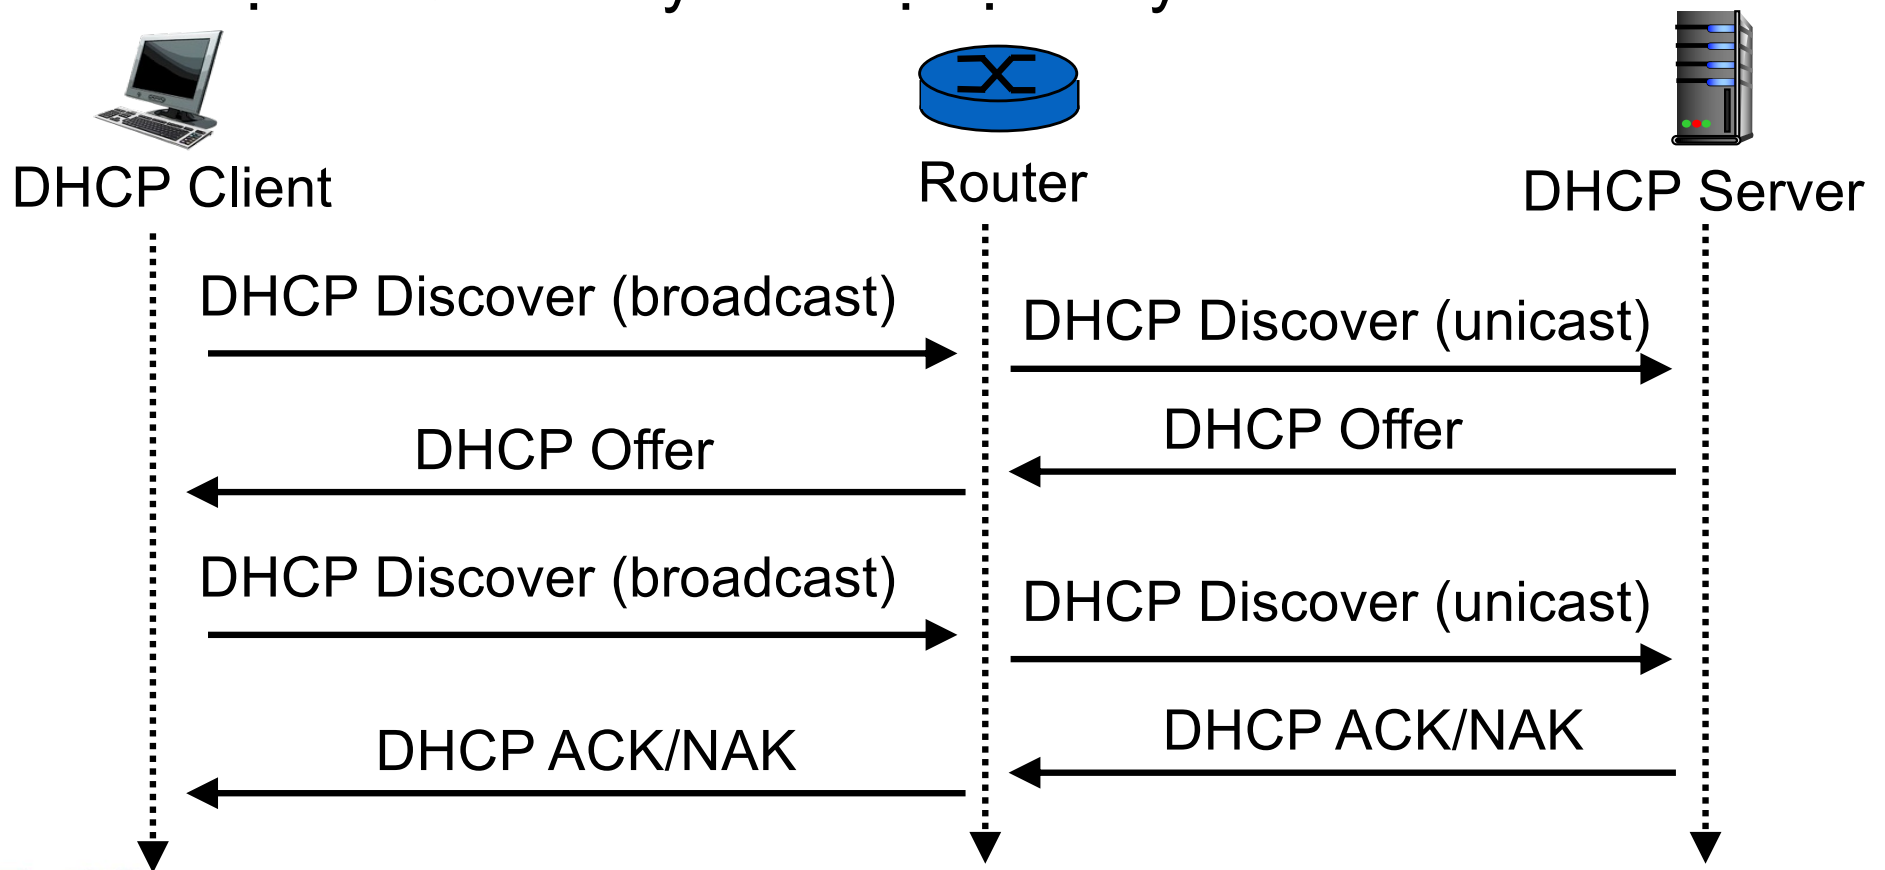 DHCP Client
Router
DHCP Server
DHCP Discover (broadcast)
DHCP Discover (unicast)
DHCP Offer
DHCP Offer
DHCP Discover (broadcast)
DHCP Discover (unicast)
DHCP ACK/NAK
DHCP ACK/NAK